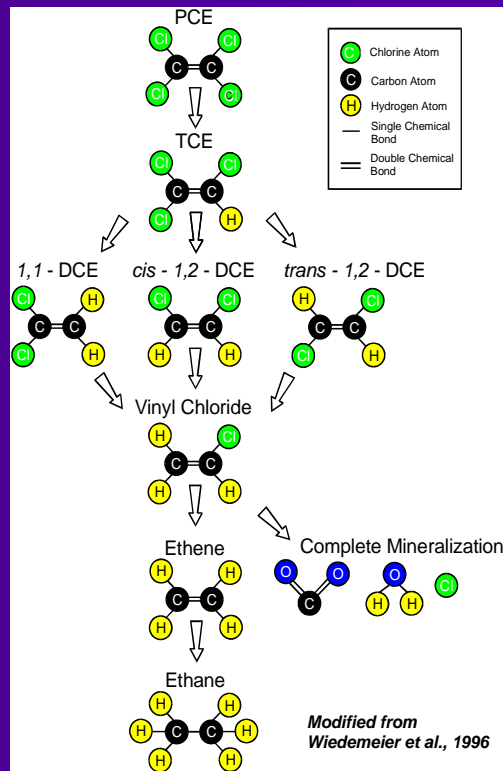 PCE
Cl Cl
C C
Cl Cl
Cl Chlorine Atom
C Carbon Atom
H Hydrogen Atom
Single Chemical
Bond
Double Chemical
Bond
TCE
Cl Cl
C C
Cl H
1,1 - DCE
Cl H
C C
Cl H
cis - 1,2 - DCE
Cl Cl
C C
H H
trans - 1,2 - DCE
H Cl
C C
Cl H
Vinyl Chloride
H Cl
C C
H H
Ethene
H H
C C
H H
Complete Mineralization
O O
C
O
H H
Cl
Ethane
H H
H C C H
H H
Modified from
Wiedemeier et al., 1996